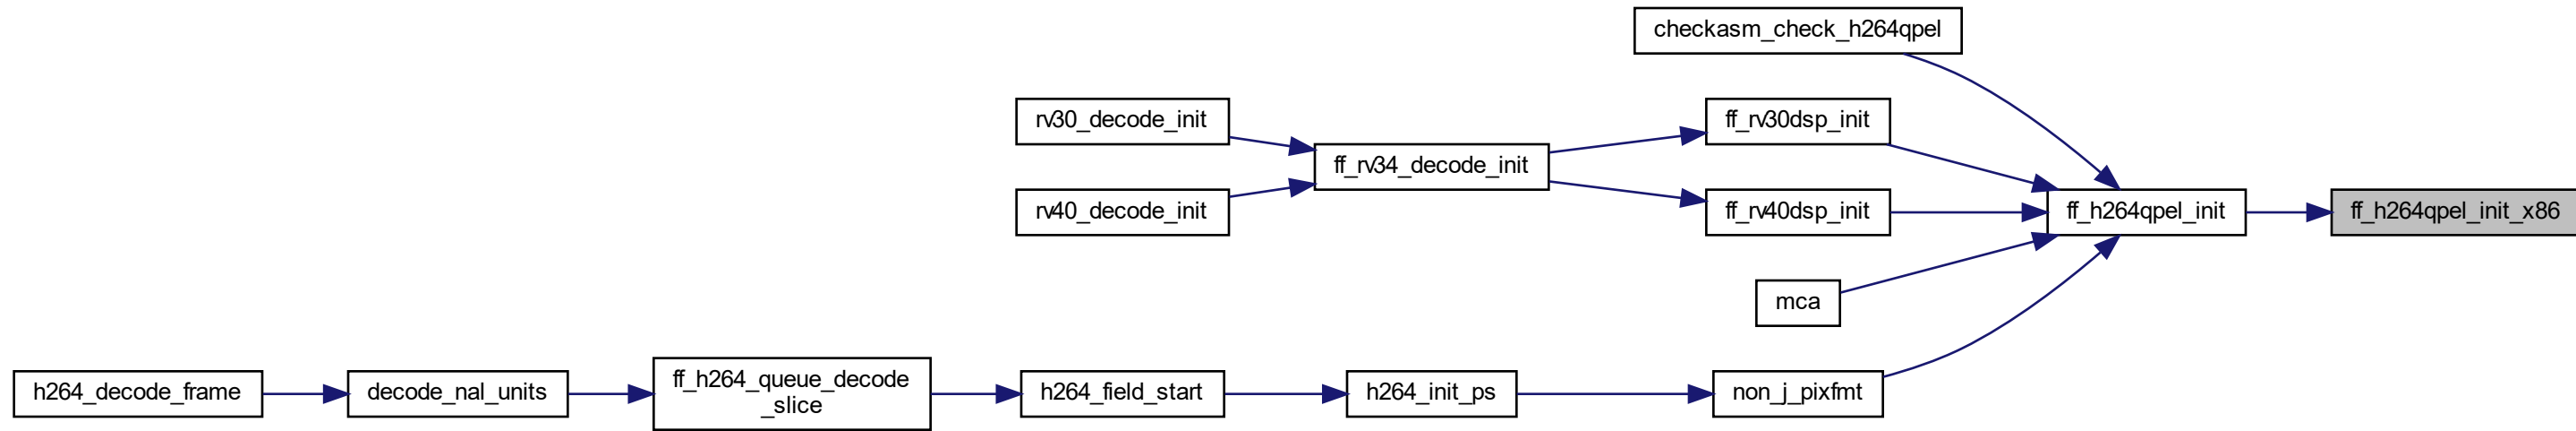 checkasm_check_h264qpel
rv30_decode_init
ff_rv30dsp_init
ff_rv34_decode_init
rv40_decode_init
ff_rv40dsp_init
ff_h264qpel_init
ff_h264qpel_init_x86
mca
h264_decode_frame
decode_nal_units
ff_h264_queue_decode
_slice
h264_field_start
h264_init_ps
non_j_pixfmt